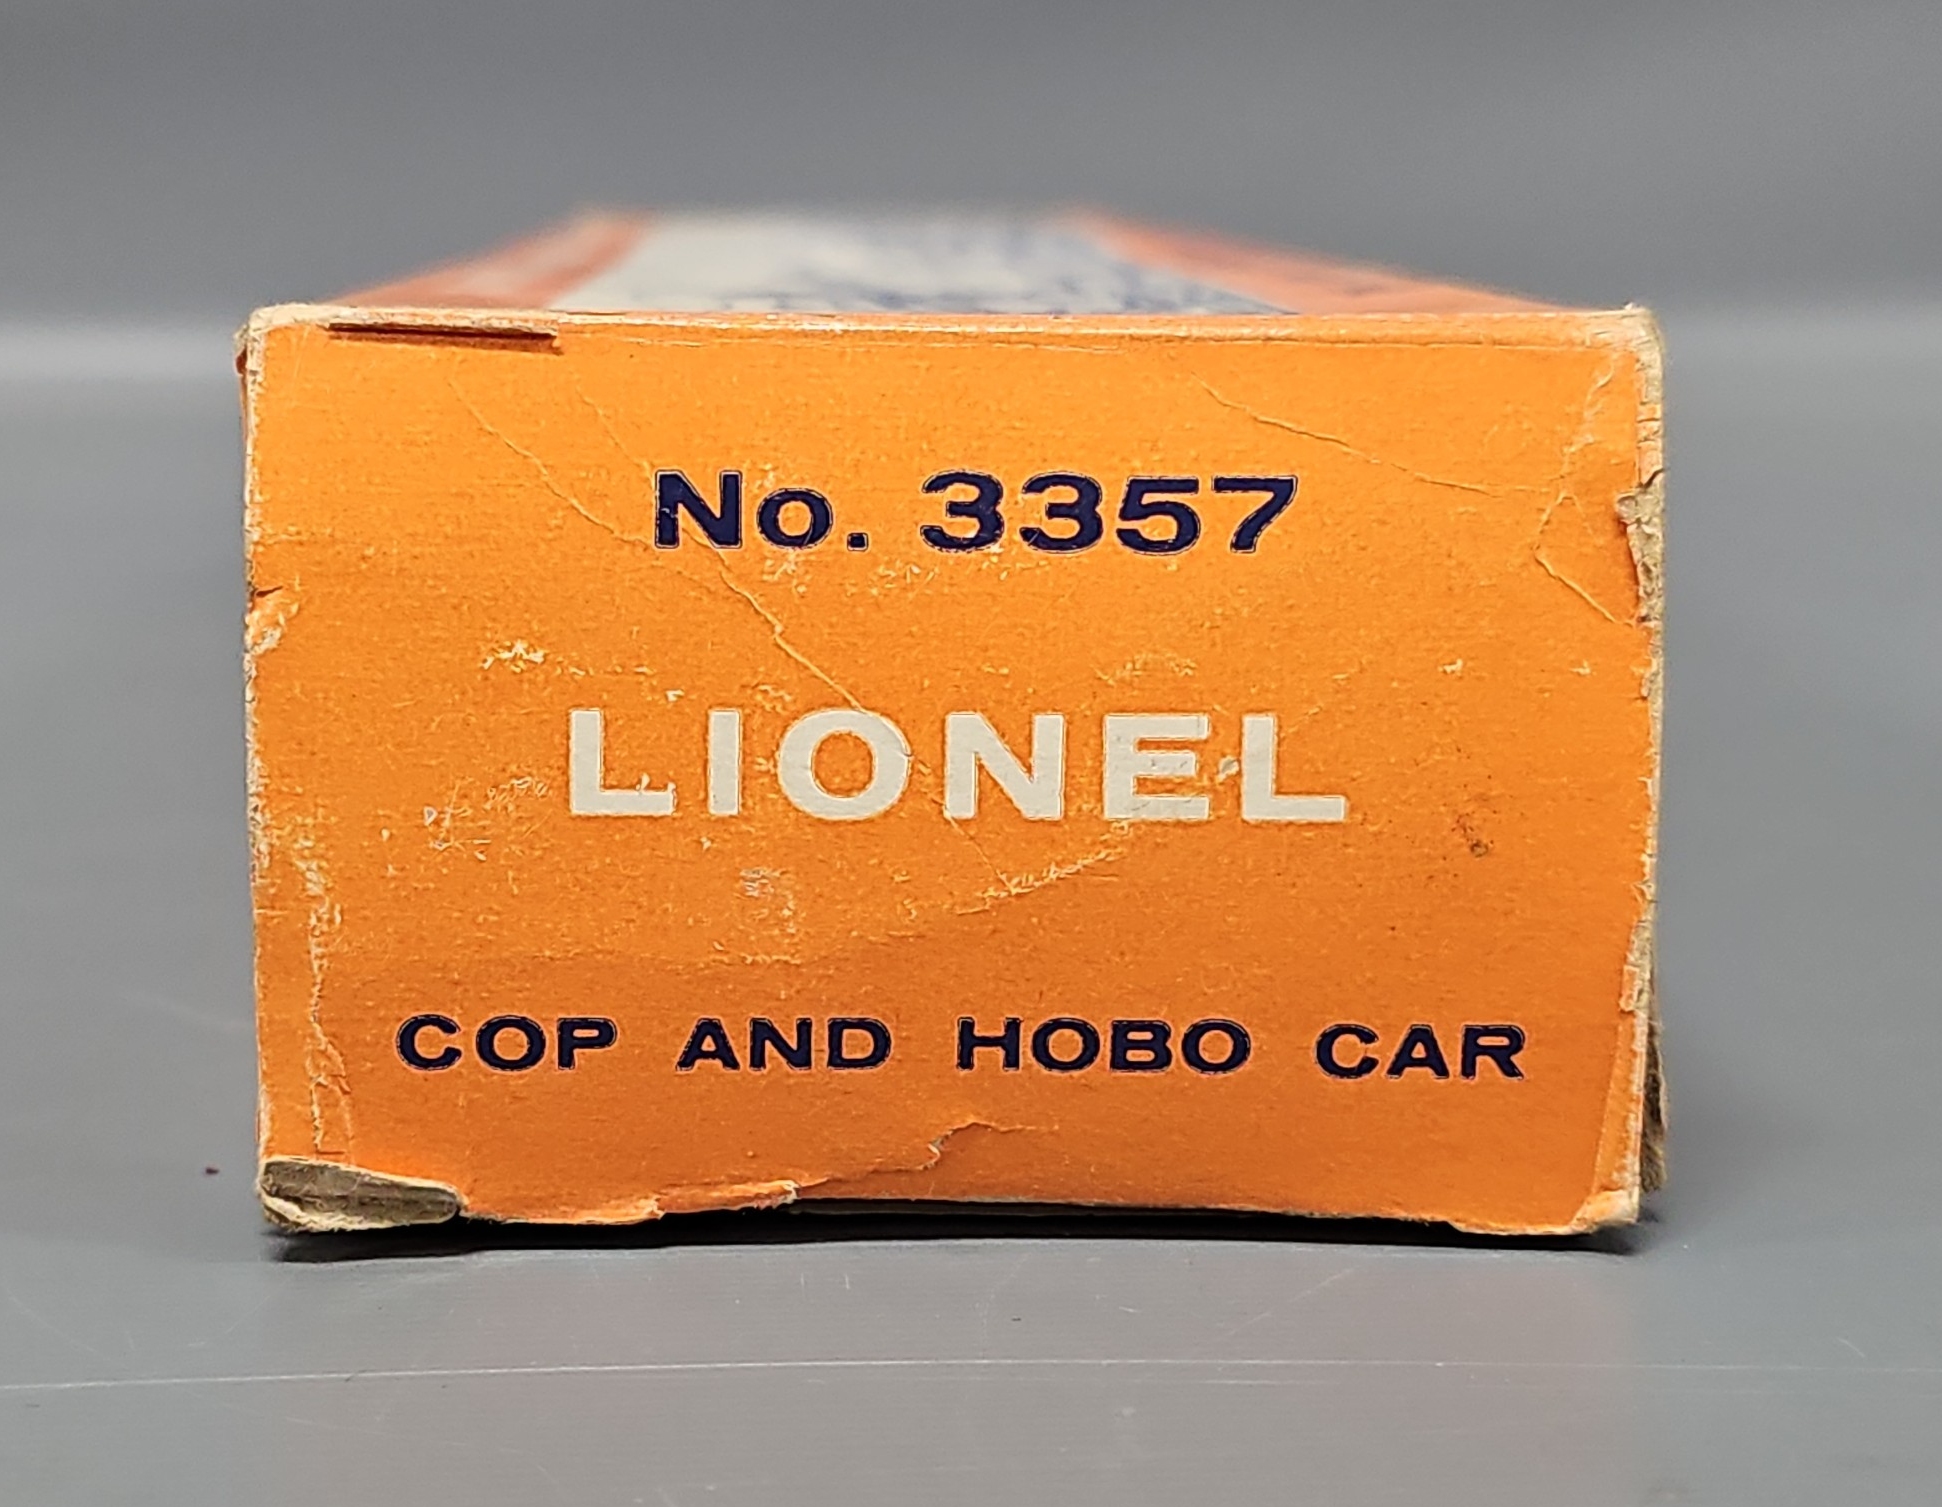 No. 3357
LIONEL
COP AND HOBO CAR